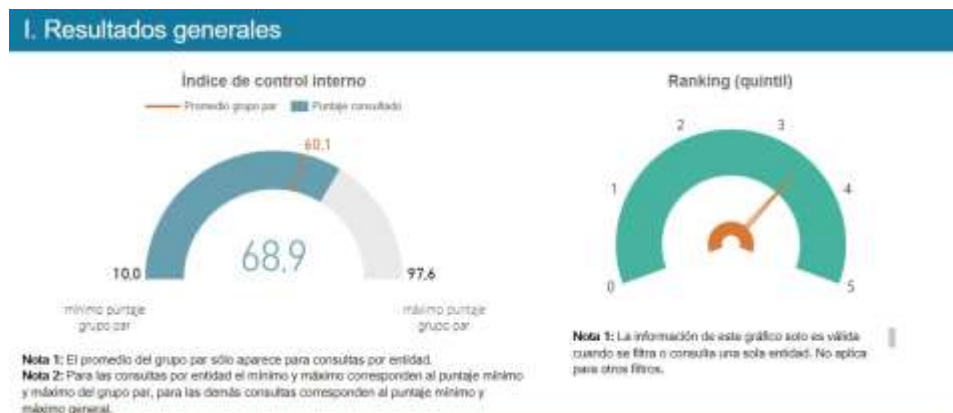 I. Resultados generales
Índice de control interno
Promedio grupo par
Puntaje consultado
60,1
68,9
10,0
97,6
mínimo puntaje
grupo par
máximo puntaje
grupo par
Nota 1: El promedio del grupo par sólo aparece para consultas por entidad.
Nota 2: Para las consultas por entidad el mínimo y máximo corresponden al puntaje mínimo
y máximo del grupo par, para las demás consultas corresponden al puntaje mínimo y
máximo general.
Ranking (quintil)
0
1
2
3
4
5
Nota 1: La información de este gráfico solo es válida
cuando se filtra o consulta una sola entidad. No aplica
para otros filtros.